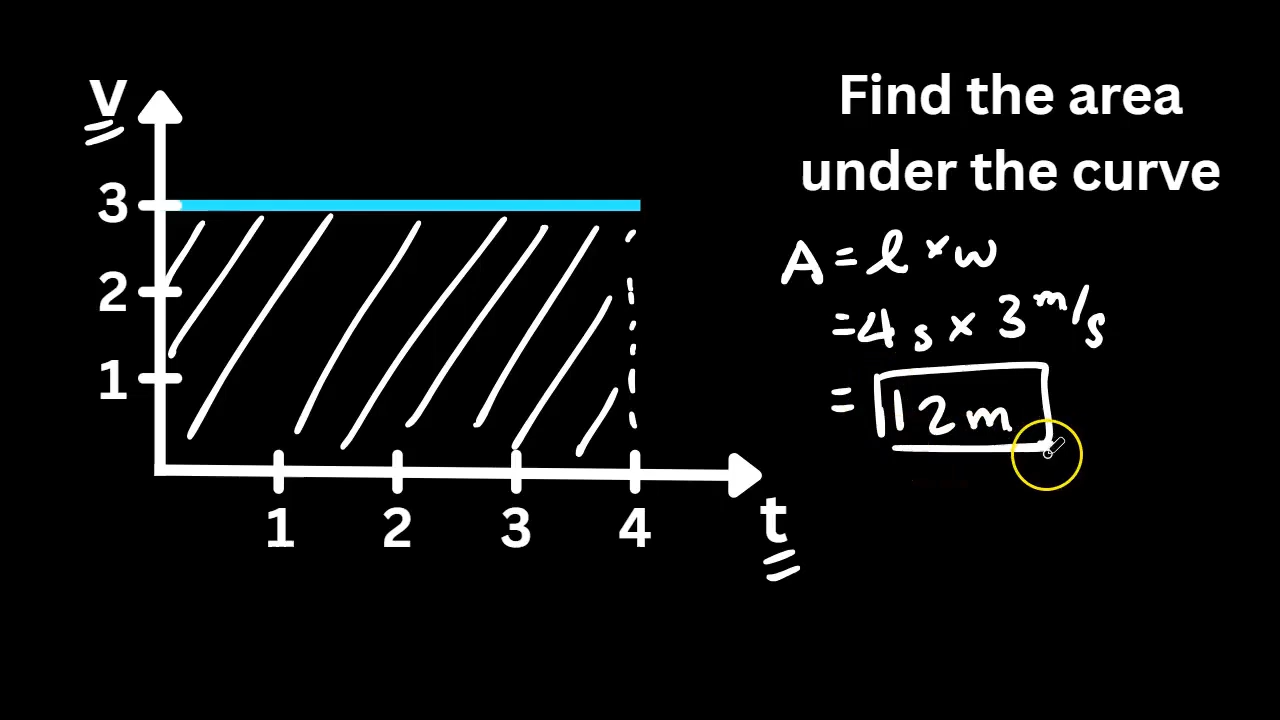 Find the area
under the curve
A = l × w
= 4 s × 3 m/s
= 12 m
v
3
2
1
1 2 3 4
t